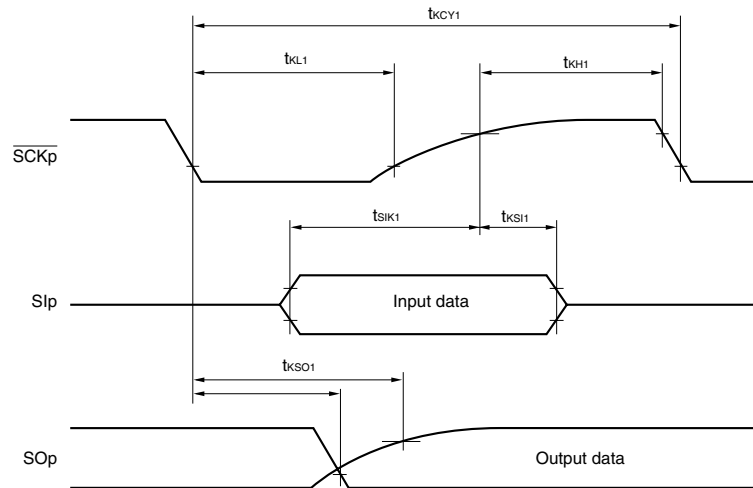 tKCY1
tKL1
tKH1
SCKp
tSIK1
tKSI1
SIp
Input data
tKSO1
SOp
Output data